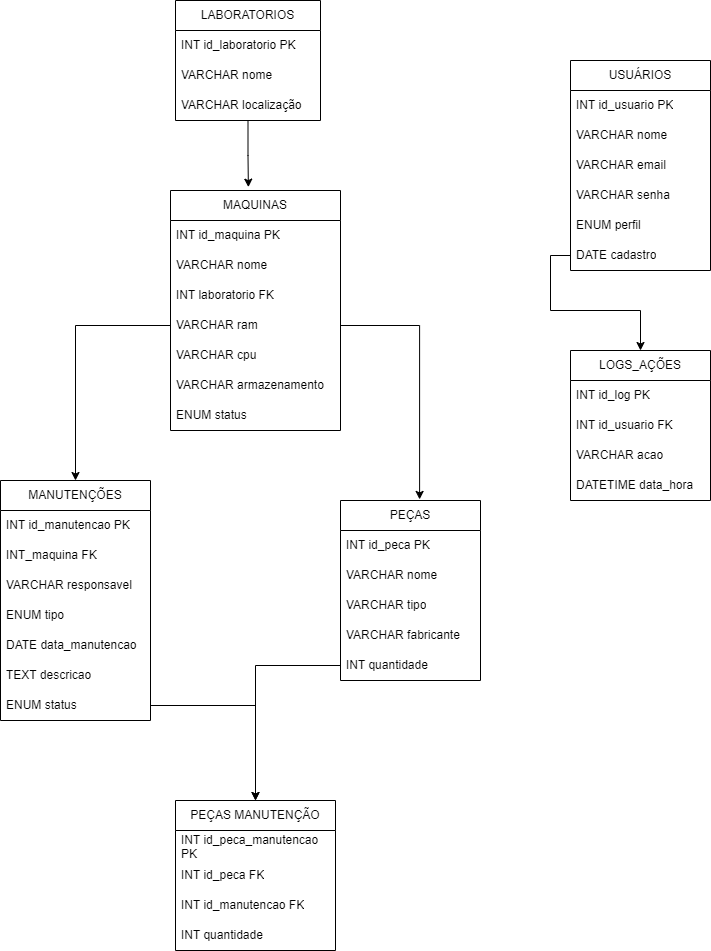 LABORATORIOS
INT id_laboratorio PK
VARCHAR nome
VARCHAR localização
USUÁRIOS
INT id_usuario PK
VARCHAR nome
VARCHAR email
VARCHAR senha
ENUM perfil
DATE cadastro
MAQUINAS
INT id_maquina PK
VARCHAR nome
INT laboratorio FK
VARCHAR ram
VARCHAR cpu
VARCHAR armazenamento
ENUM status
LOGS_AÇÕES
INT id_log PK
INT id_usuario FK
VARCHAR acao
DATETIME data_hora
MANUTENÇÕES
INT id_manutencao PK
INT_maquina FK
VARCHAR responsavel
ENUM tipo
DATE data_manutencao
TEXT descricao
ENUM status
PEÇAS
INT id_peca PK
VARCHAR nome
VARCHAR tipo
VARCHAR fabricante
INT quantidade
PEÇAS MANUTENÇÃO
INT id_peca_manutencao
PK
INT id_peca FK
INT id_manutencao FK
INT quantidade